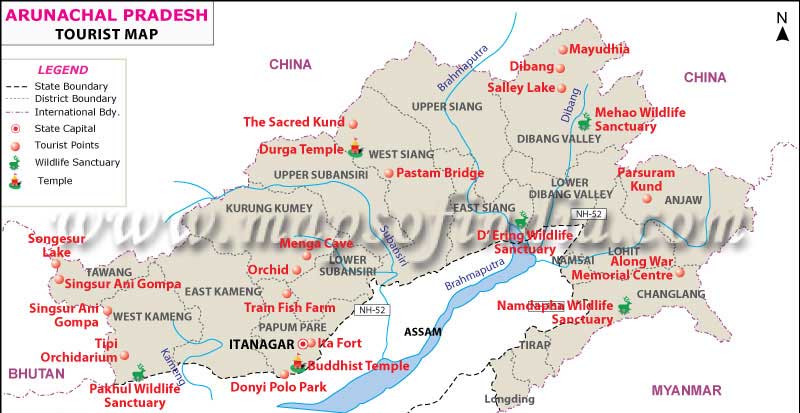 ARUNACHAL PRADESH
TOURIST MAP
LEGEND
State Boundary
District Boundary
International Bdy.
State Capital
Tourist Points
Wildlife Sanctuary
Temple
N
CHINA
CHINA
BHUTAN
MYANMAR
ASSAM
Brahmaputra
Mayudhia
Dibang
Salley Lake
Dibang
Mehao Wildlife
Sanctuary
UPPER SIANG
DIBANG VALLEY
The Sacred Kund
Durga Temple
WEST SIANG
Pastam Bridge
UPPER SUBANSIRI
LOWER
DIBANG VALLEY
Parsuram
Kund
ANJAW
KURUNG KUMEY
EAST SIANG
NH-52
www.mapsofindia.com
Subansiri
D'Ering Wildlife
Sanctuary
LOHIT
NAMSAI
Along War
Memorial Centre
CHANGLANG
Songesur
Lake
TAWANG
Singsur Ani Gompa
Menga Cave
Orchid
LOWER
SUBANSIRI
Brahmaputra
EAST KAMENG
Train Fish Farm
Singsur Ani
Gompa
WEST KAMENG
NH-52
Namdapha Wildlife
Sanctuary
PAPUM PARE
ITANAGAR
Ita Fort
TIRAP
Tipi
Orchidarium
Kameng
Buddhist Temple
Donyi Polo Park
Pakhul Wildlife
Sanctuary
Longding